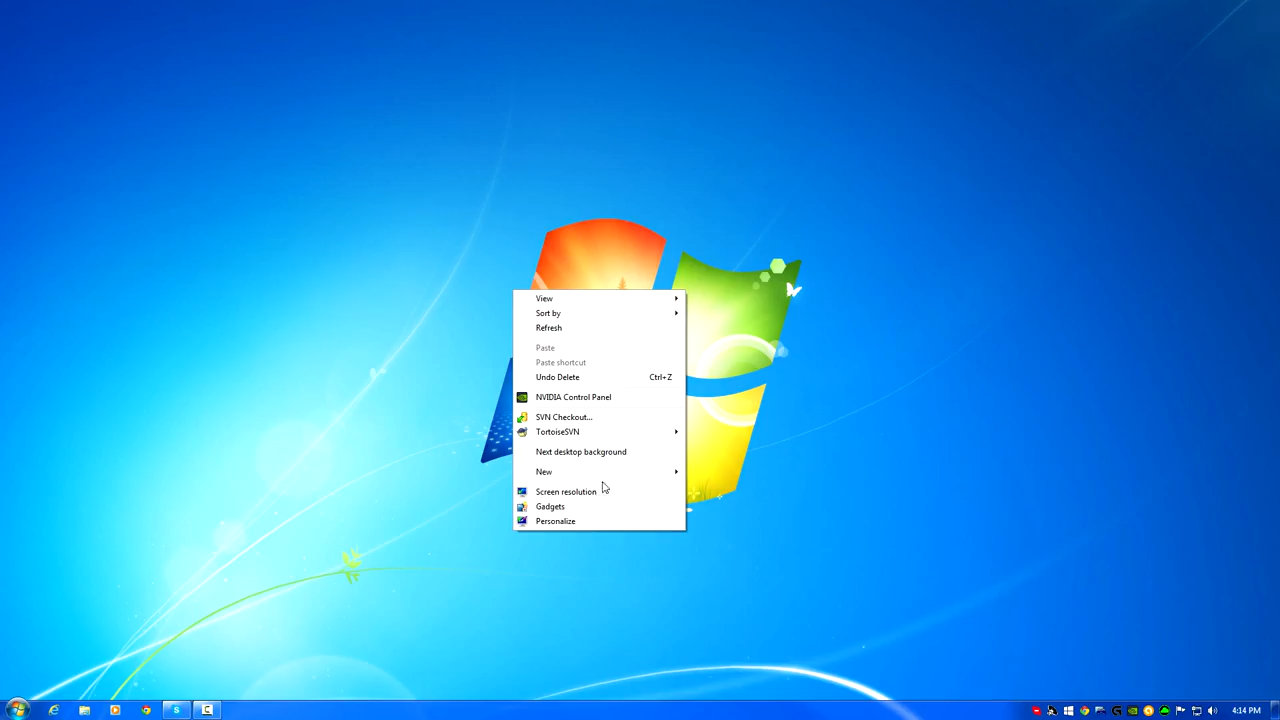 View
Sort by
Refresh
Paste
Paste shortcut
Undo Delete Ctrl+Z
NVIDIA Control Panel
SVN Checkout...
TortoiseSVN
Next desktop background
New
Screen resolution
Gadgets
Personalize
4:14 PM